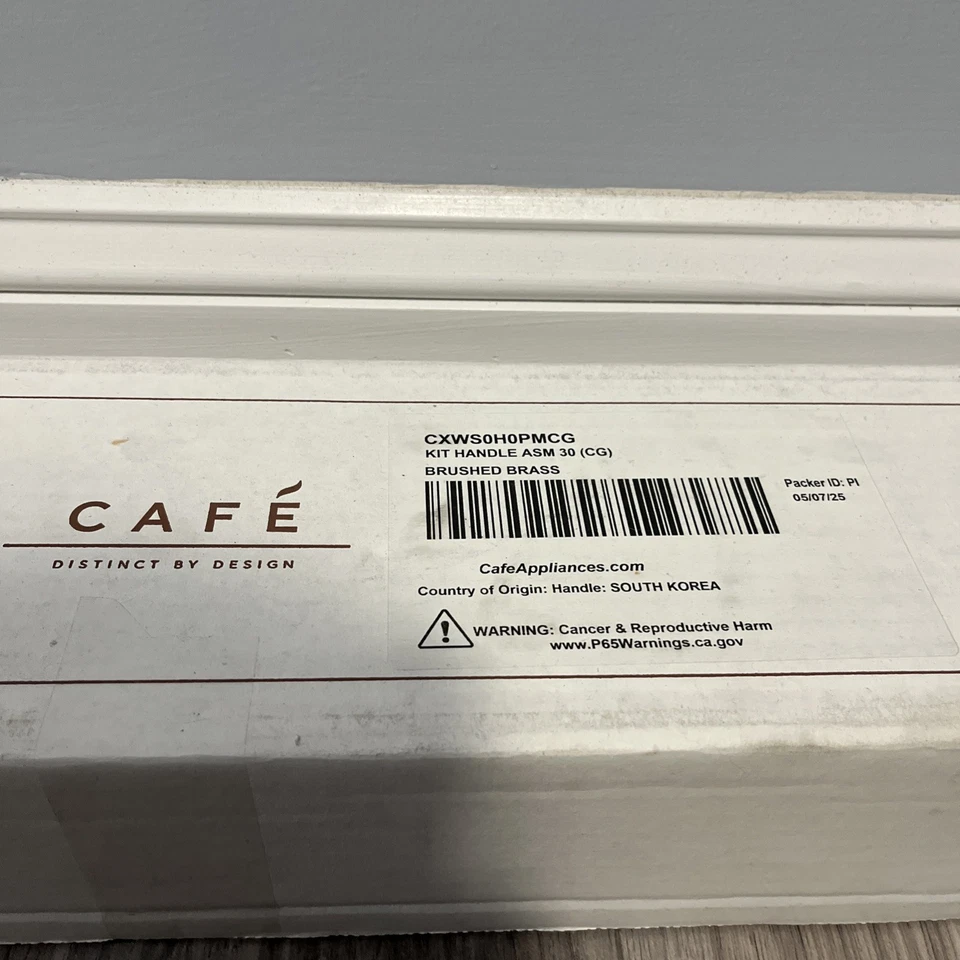 CAFÉ
DISTINCT BY DESIGN
CXWS0H0PMCG
KIT HANDLE ASM 30 (CG)
BRUSHED BRASS
Packer ID: PI
05/07/25
CafeAppliances.com
Country of Origin: Handle: SOUTH KOREA
WARNING: Cancer & Reproductive Harm
www.P65Warnings.ca.gov